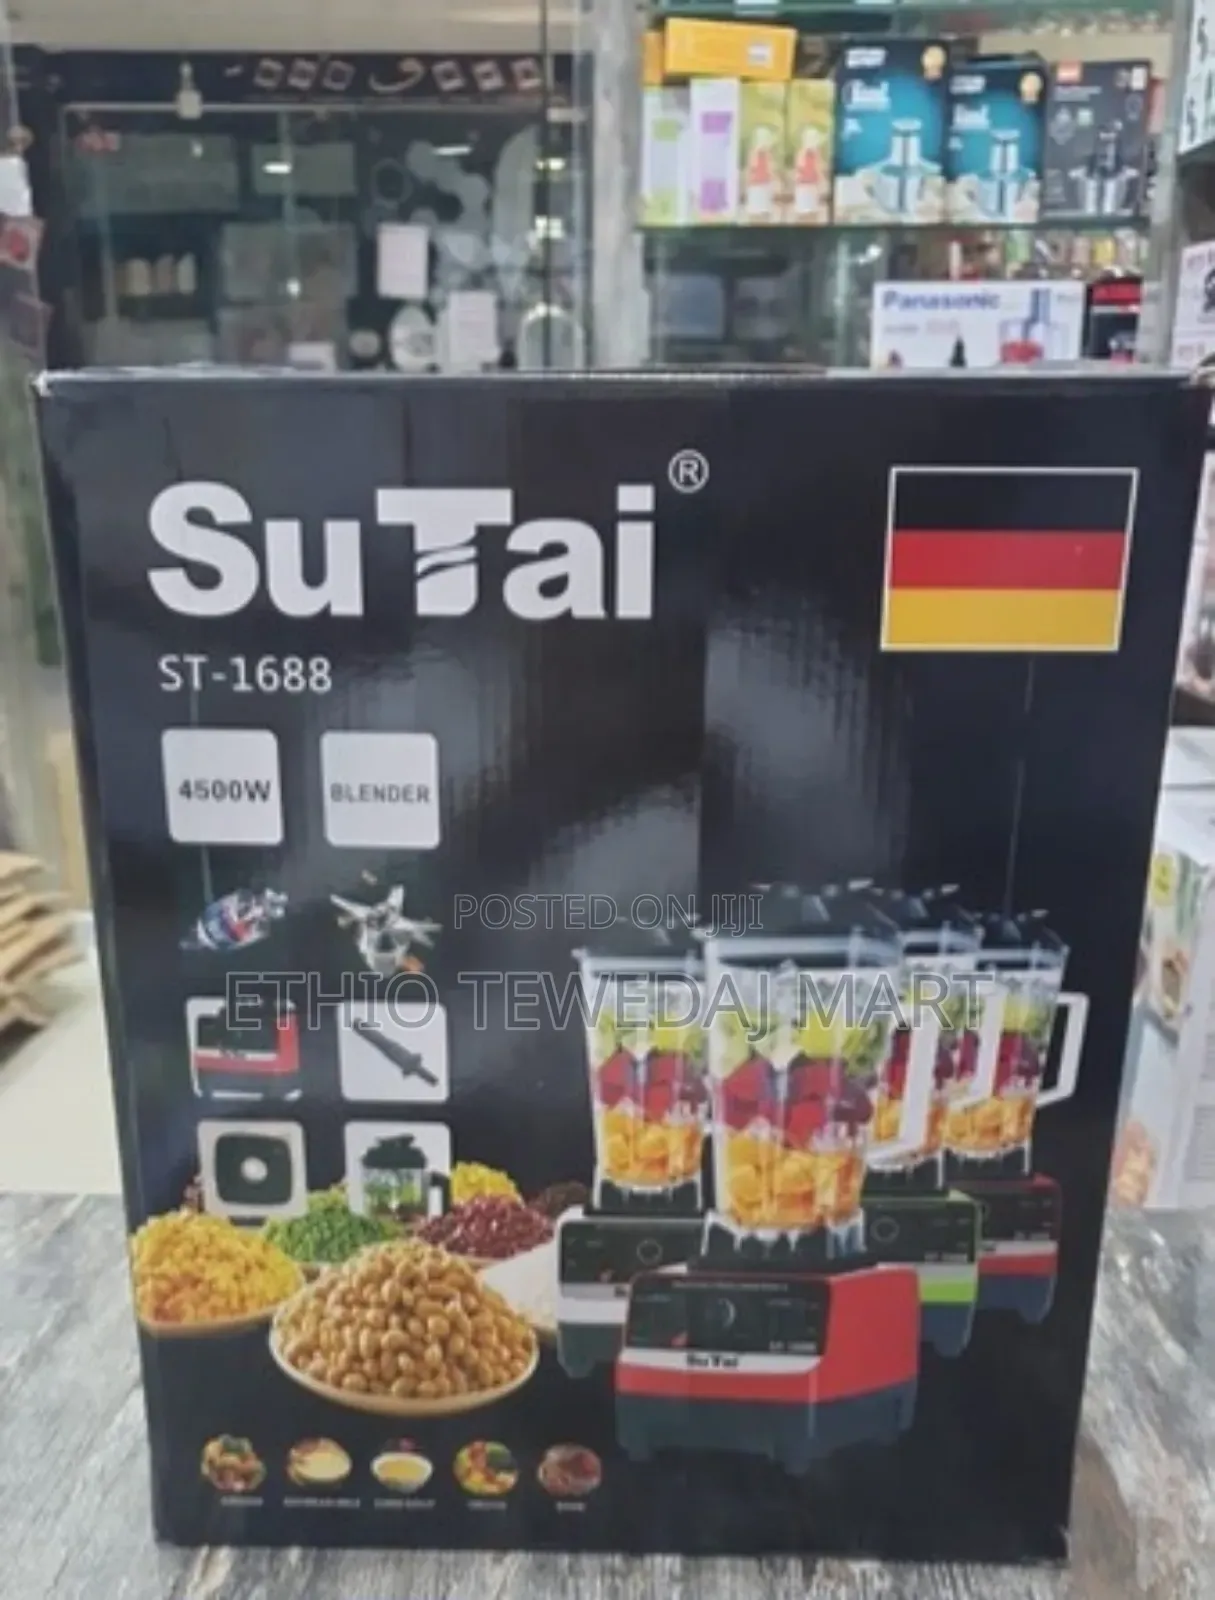 Panasonic
SuTai®
ST-1688
4500W
BLENDER
POSTED ON JIJI
ETHIO TEWEDAJ MART
SuTai